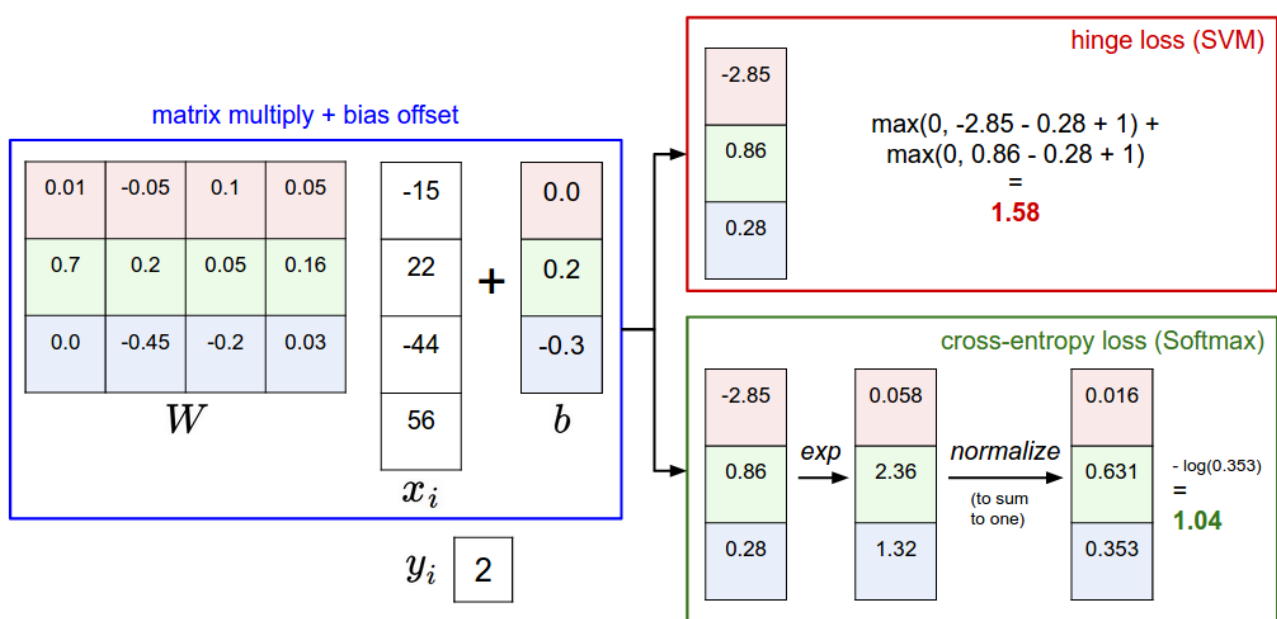 matrix multiply + bias offset
0.01 -0.05 0.1 0.05
0.7 0.2 0.05 0.16
0.0 -0.45 -0.2 0.03
W
-15
22
-44
56
x_i
+
0.0
0.2
-0.3
b
y_i 2
hinge loss (SVM)
-2.85
0.86
0.28
max(0, -2.85 - 0.28 + 1) +
max(0, 0.86 - 0.28 + 1)
=
1.58
cross-entropy loss (Softmax)
-2.85
0.86
0.28
exp
0.058
2.36
1.32
normalize
(to sum
to one)
0.016
0.631
0.353
- log(0.353)
=
1.04